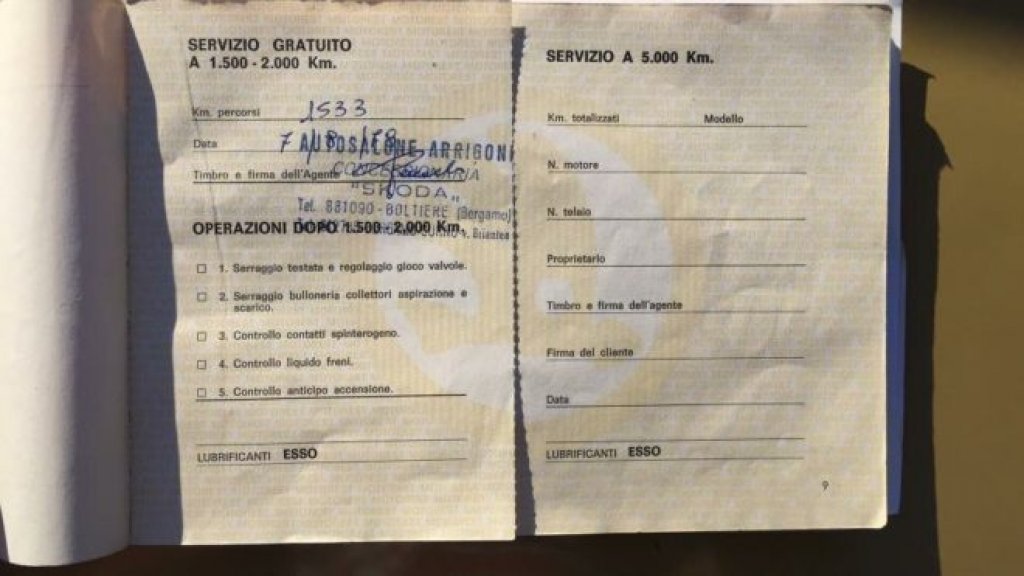 SERVIZIO GRATUITO
A 1.500 - 2.000 Km.
Km. percorsi 1533
Data 7/8/78
AUTOSALONE ARRIGONI
Timbro e firma dell'Agente
CONCESSIONARIA
"SKODA"
Tel. 881090 - BOLTIERE (Bergamo)
OPERAZIONI DOPO 1.500 - 2.000 Km.
1. Serraggio testata e regolaggio gioco valvole.
2. Serraggio bulloneria collettori aspirazione e
scarico.
3. Controllo contatti spinterogeno.
4. Controllo liquido freni.
5. Controllo anticipo accensione.
LUBRIFICANTI ESSO
SERVIZIO A 5.000 Km.
Km. totalizzati Modello
N. motore
N. telaio
Proprietario
Timbro e firma dell'agente
Firma del cliente
Data
LUBRIFICANTI ESSO
9